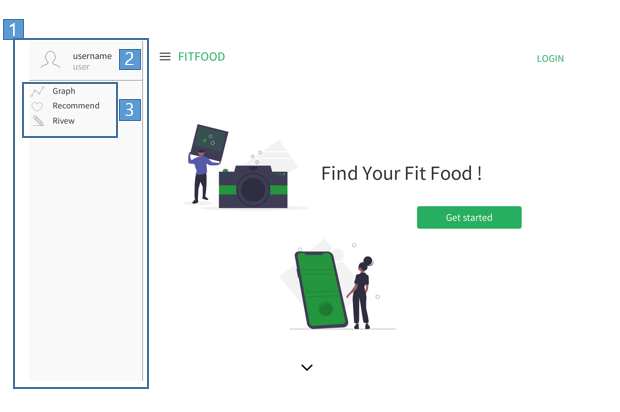 1
username
user
2
FITFOOD
LOGIN
Graph
Recommend
Rivew
3
Find Your Fit Food !
Get started